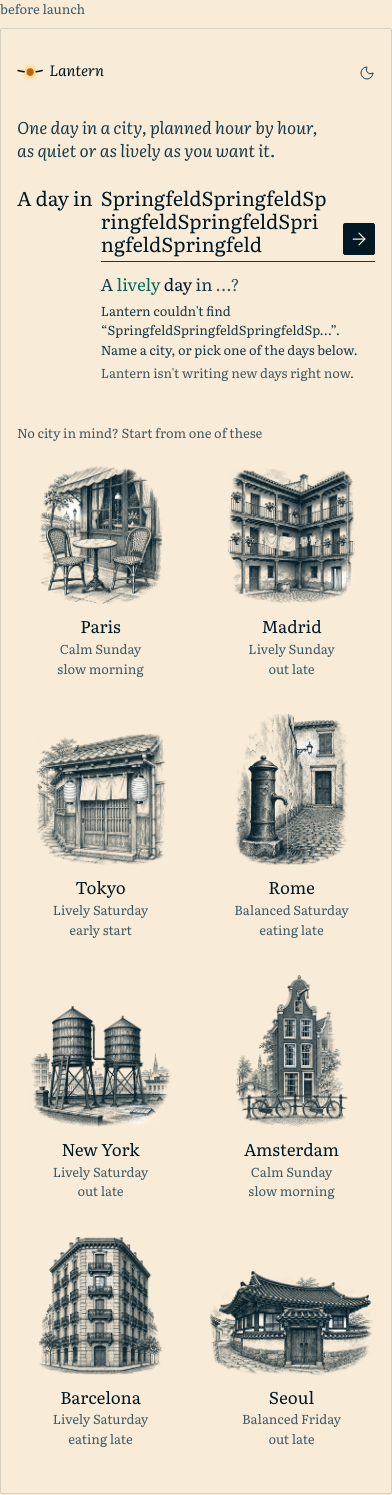 before launch
Lantern
One day in a city, planned hour by hour,
as quiet or as lively as you want it.
A day in SpringfeldSpringfeldSp
ringfeldSpringfeldSpri
ngfeldSpringfeld
A lively day in …?
Lantern couldn't find
“SpringfeldSpringfeldSpringfeldSp…”.
Name a city, or pick one of the days below.
Lantern isn't writing new days right now.
No city in mind? Start from one of these
Paris
Calm Sunday
slow morning
Madrid
Lively Sunday
out late
Tokyo
Lively Saturday
early start
Rome
Balanced Saturday
eating late
New York
Lively Saturday
out late
Amsterdam
Calm Sunday
slow morning
Barcelona
Lively Saturday
eating late
Seoul
Balanced Friday
out late